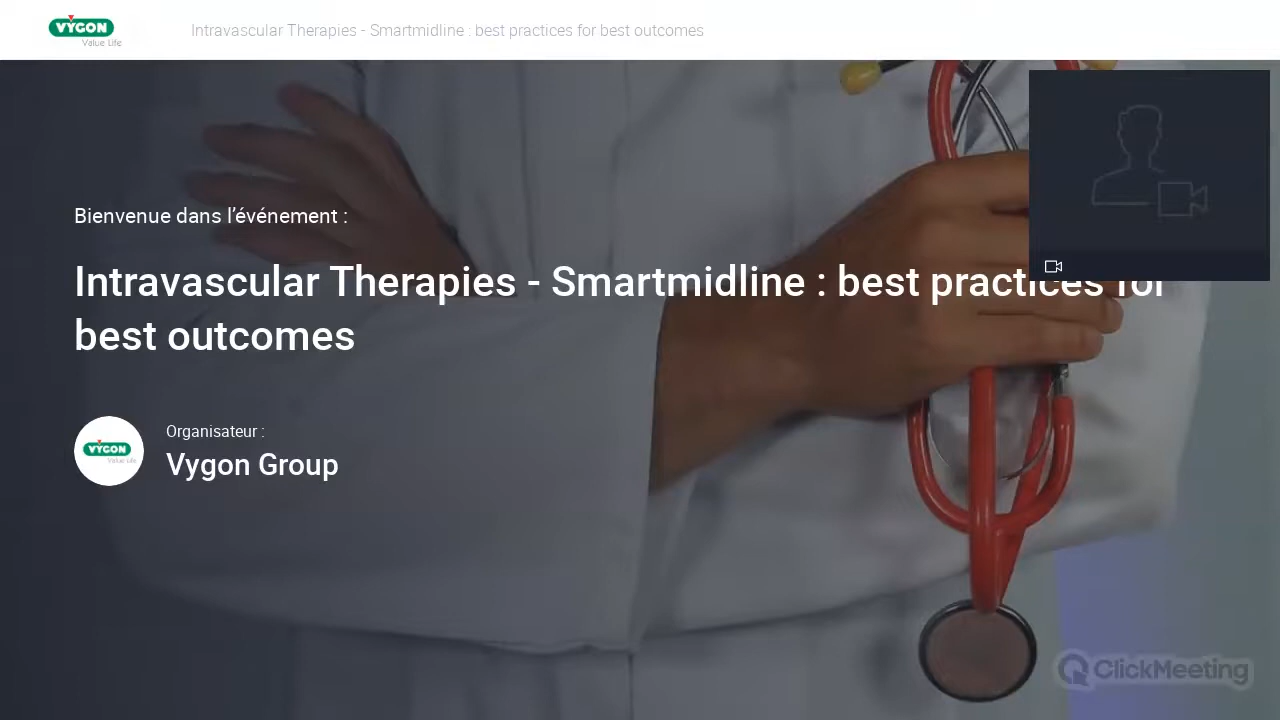 VYGON
Value Life
Intravascular Therapies - Smartmidline : best practices for best outcomes
Bienvenue dans l’événement :
Intravascular Therapies - Smartmidline : best practices for
best outcomes
Organisateur :
VYGON
Value Life
Vygon Group
ClickMeeting